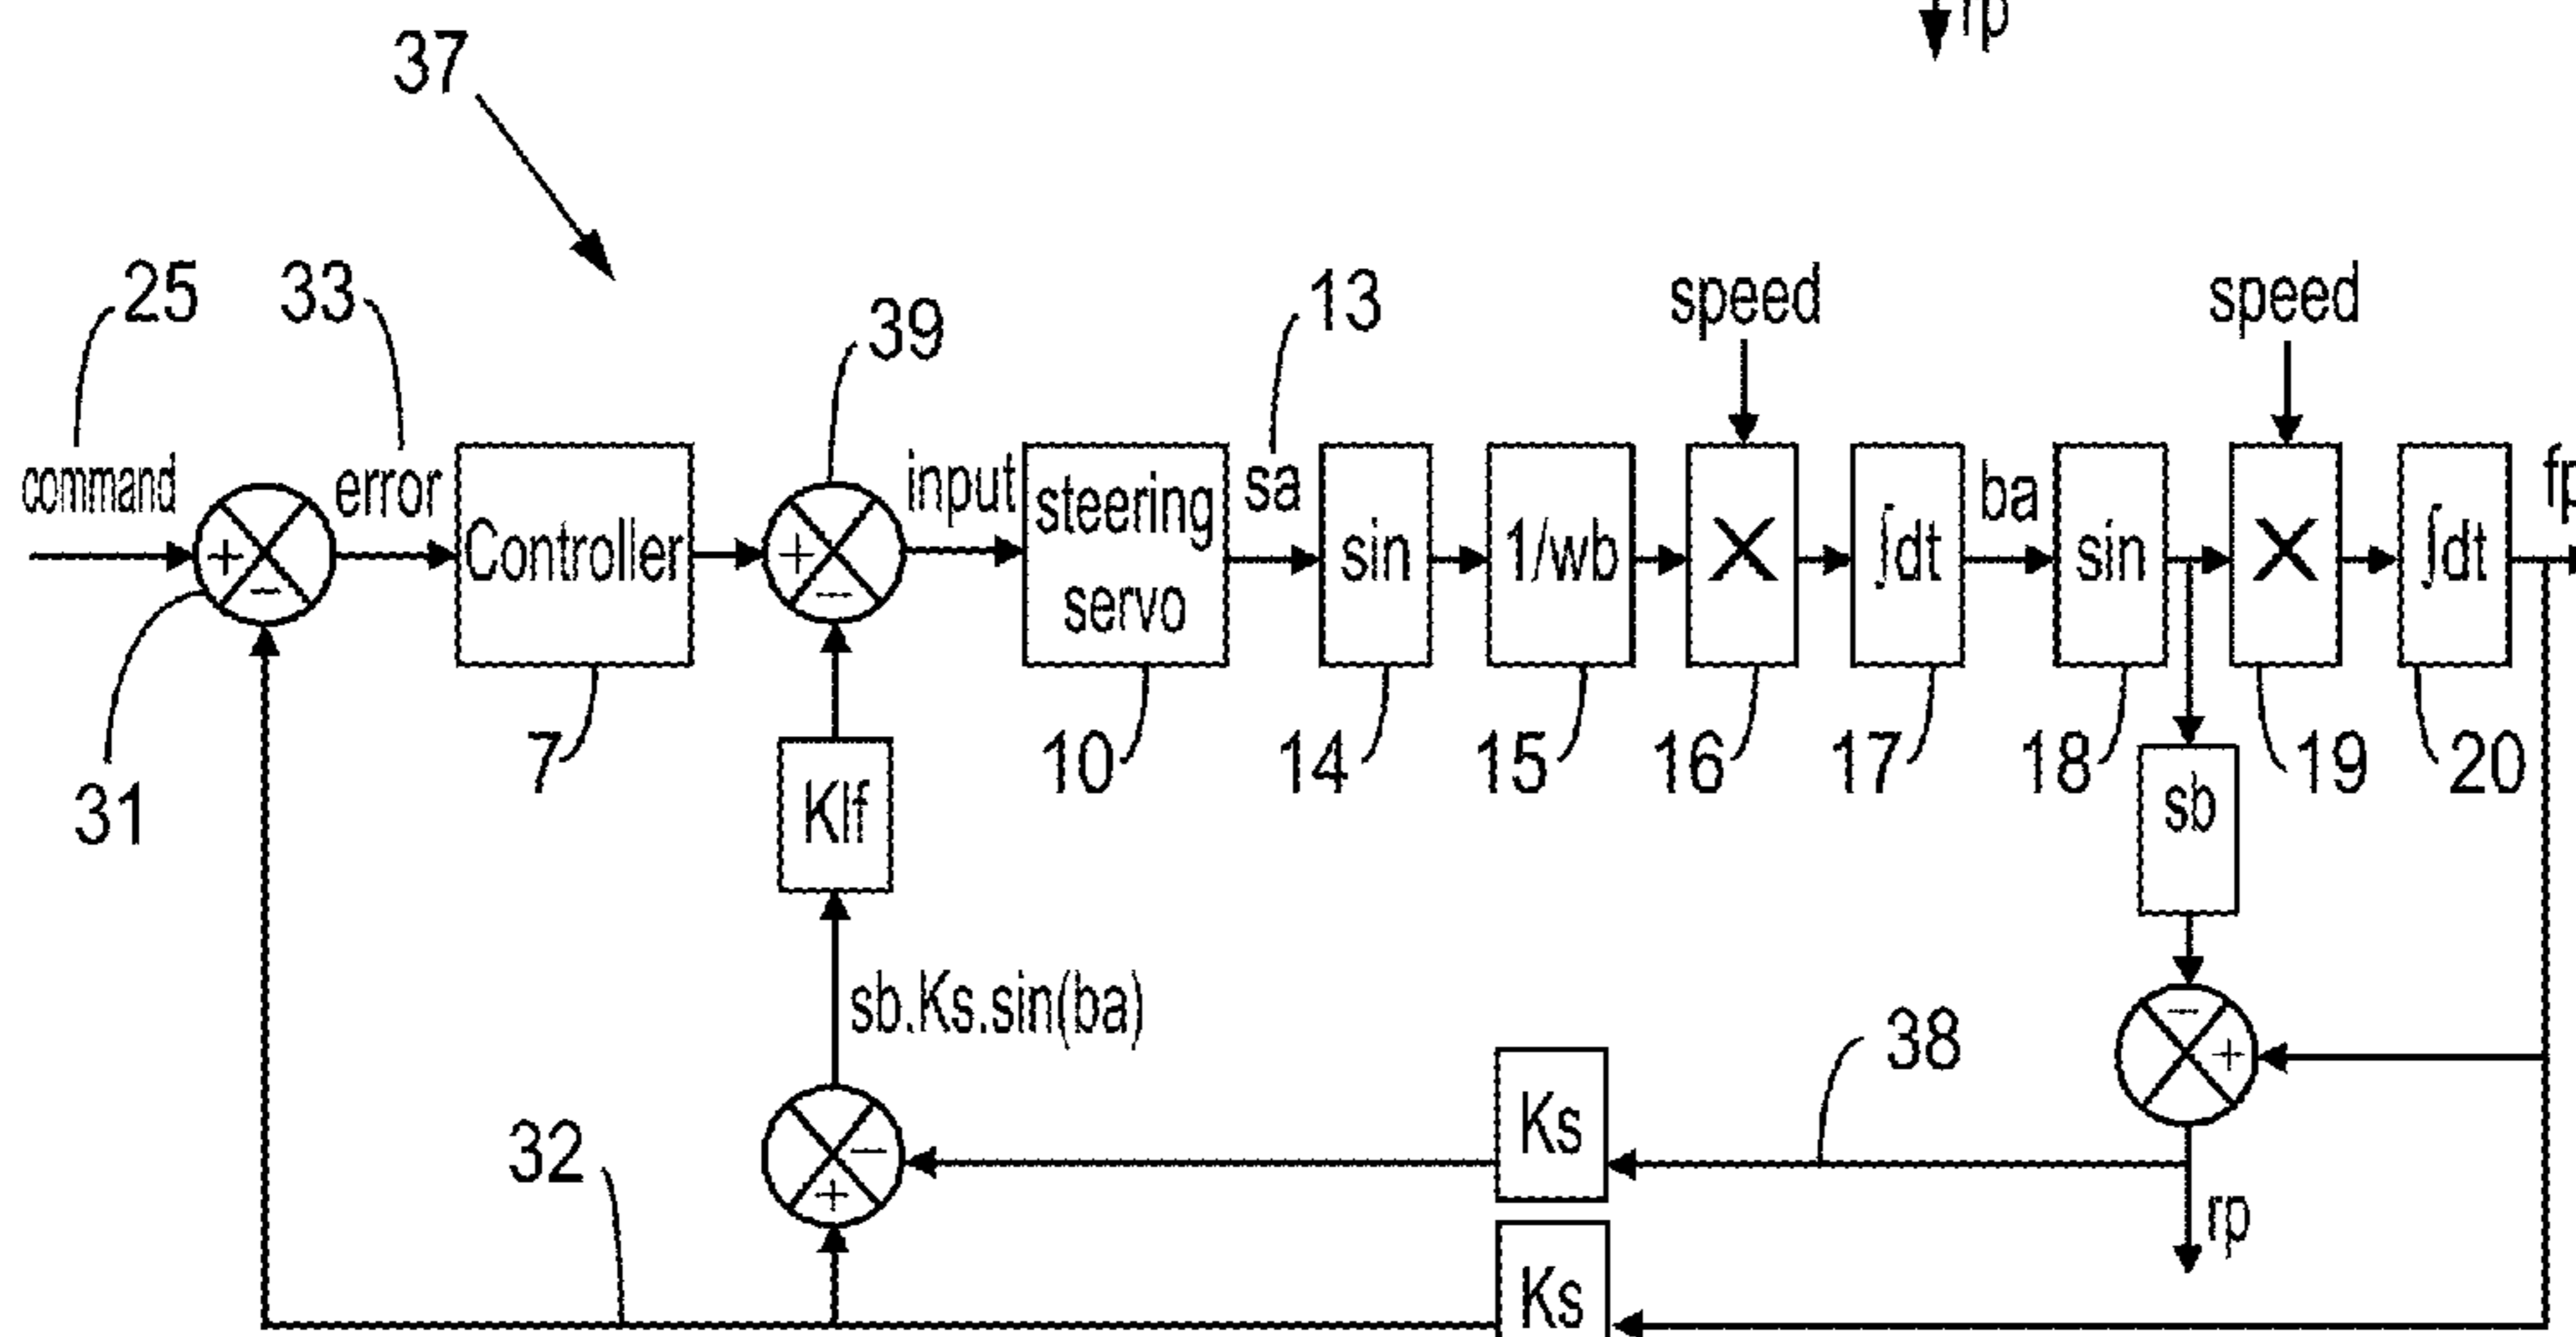 rp
37
25
33
39
13
speed
speed
command
error
Controller
input
steering
servo
sa
sin
1/wb
X
∫dt
ba
sin
X
∫dt
fp
+
−
+
−
31
7
10
14
15
16
17
18
19
20
Klf
sb
sb.Ks.sin(ba)
−
+
38
Ks
−
+
32
rp
Ks